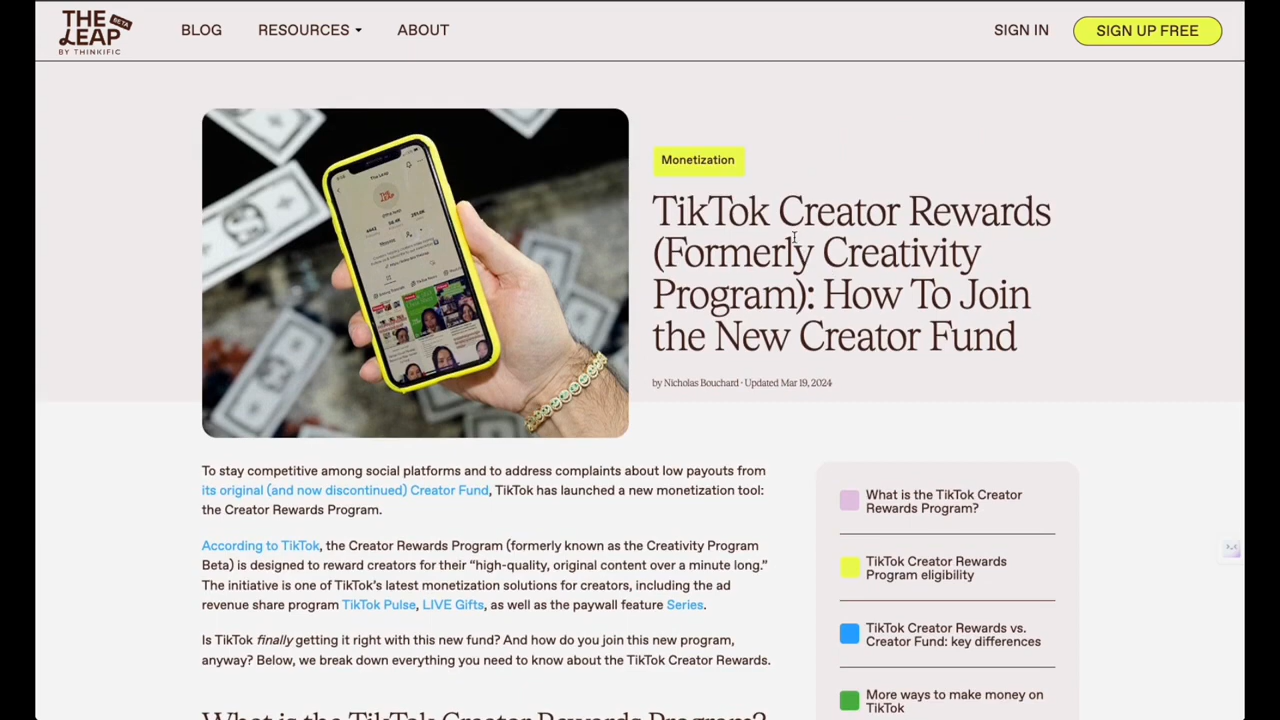 THE
LEAP
BETA
BY THINKIFIC
BLOG
RESOURCES
ABOUT
SIGN IN
SIGN UP FREE
Monetization
TikTok Creator Rewards
(Formerly Creativity
Program): How To Join
the New Creator Fund
by Nicholas Bouchard · Updated Mar 19, 2024
To stay competitive among social platforms and to address complaints about low payouts from
its original (and now discontinued) Creator Fund, TikTok has launched a new monetization tool:
the Creator Rewards Program.
According to TikTok, the Creator Rewards Program (formerly known as the Creativity Program
Beta) is designed to reward creators for their “high-quality, original content over a minute long.”
The initiative is one of TikTok’s latest monetization solutions for creators, including the ad
revenue share program TikTok Pulse, LIVE Gifts, as well as the paywall feature Series.
Is TikTok finally getting it right with this new fund? And how do you join this new program,
anyway? Below, we break down everything you need to know about the TikTok Creator Rewards.
What is the TikTok Creator Rewards Program?
What is the TikTok Creator
Rewards Program?
TikTok Creator Rewards
Program eligibility
TikTok Creator Rewards vs.
Creator Fund: key differences
More ways to make money on
TikTok